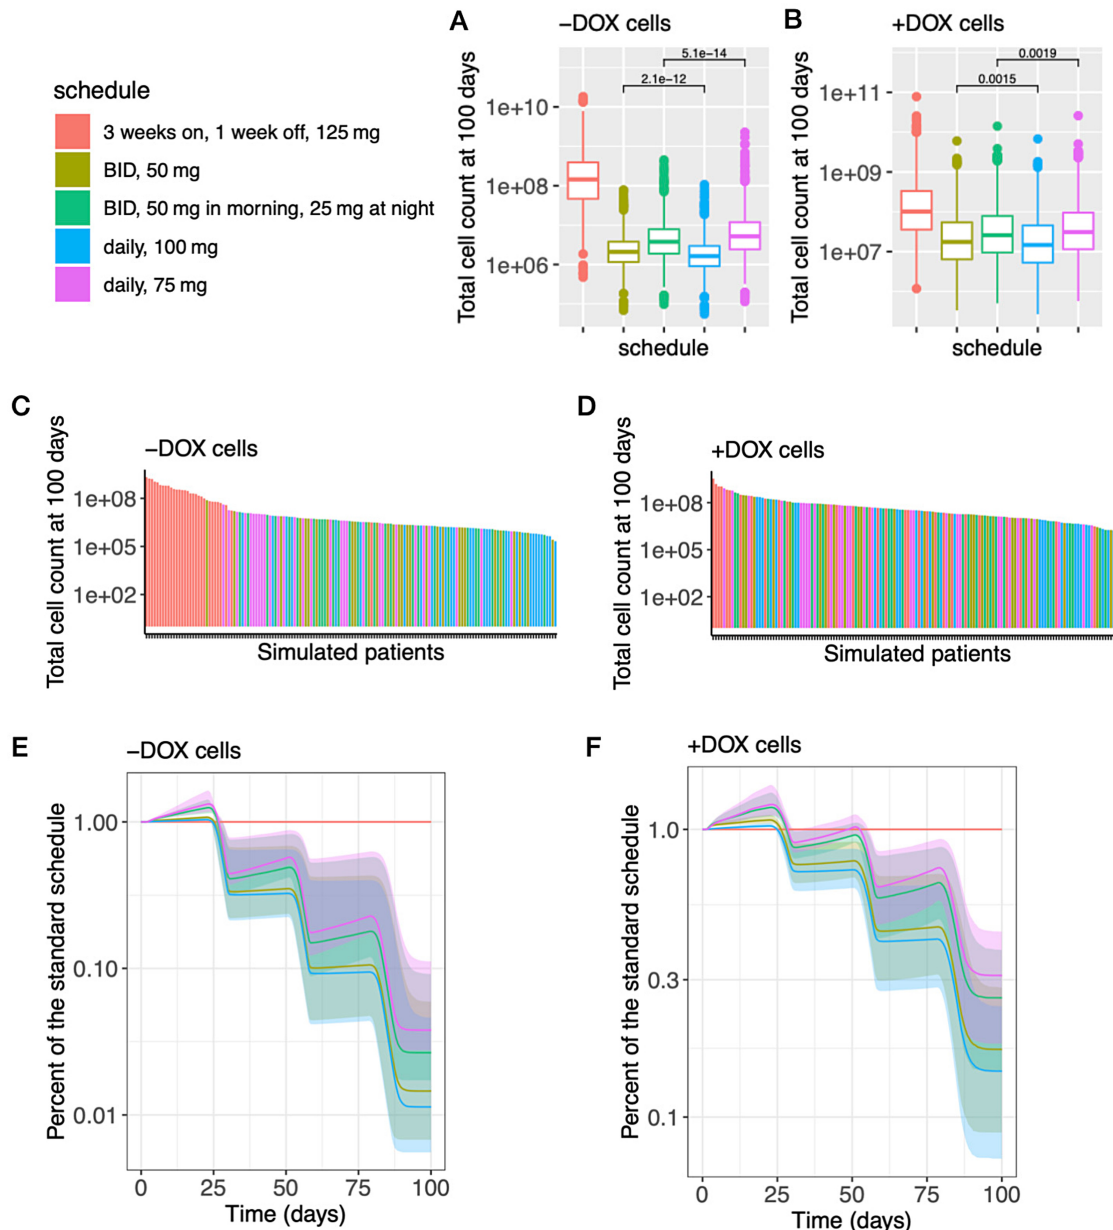 schedule
3 weeks on, 1 week off, 125 mg
BID, 50 mg
BID, 50 mg in morning, 25 mg at night
daily, 100 mg
daily, 75 mg
A
−DOX cells
Total cell count at 100 days
1e+10
1e+08
1e+06
5.1e−14
2.1e−12
schedule
B
+DOX cells
Total cell count at 100 days
1e+11
1e+09
1e+07
0.0019
0.0015
schedule
C
−DOX cells
Total cell count at 100 days
1e+08
1e+05
1e+02
Simulated patients
D
+DOX cells
Total cell count at 100 days
1e+08
1e+05
1e+02
Simulated patients
E
−DOX cells
Percent of the standard schedule
1.00
0.10
0.01
0
25
50
75
100
Time (days)
F
+DOX cells
Percent of the standard schedule
1.0
0.3
0.1
0
25
50
75
100
Time (days)